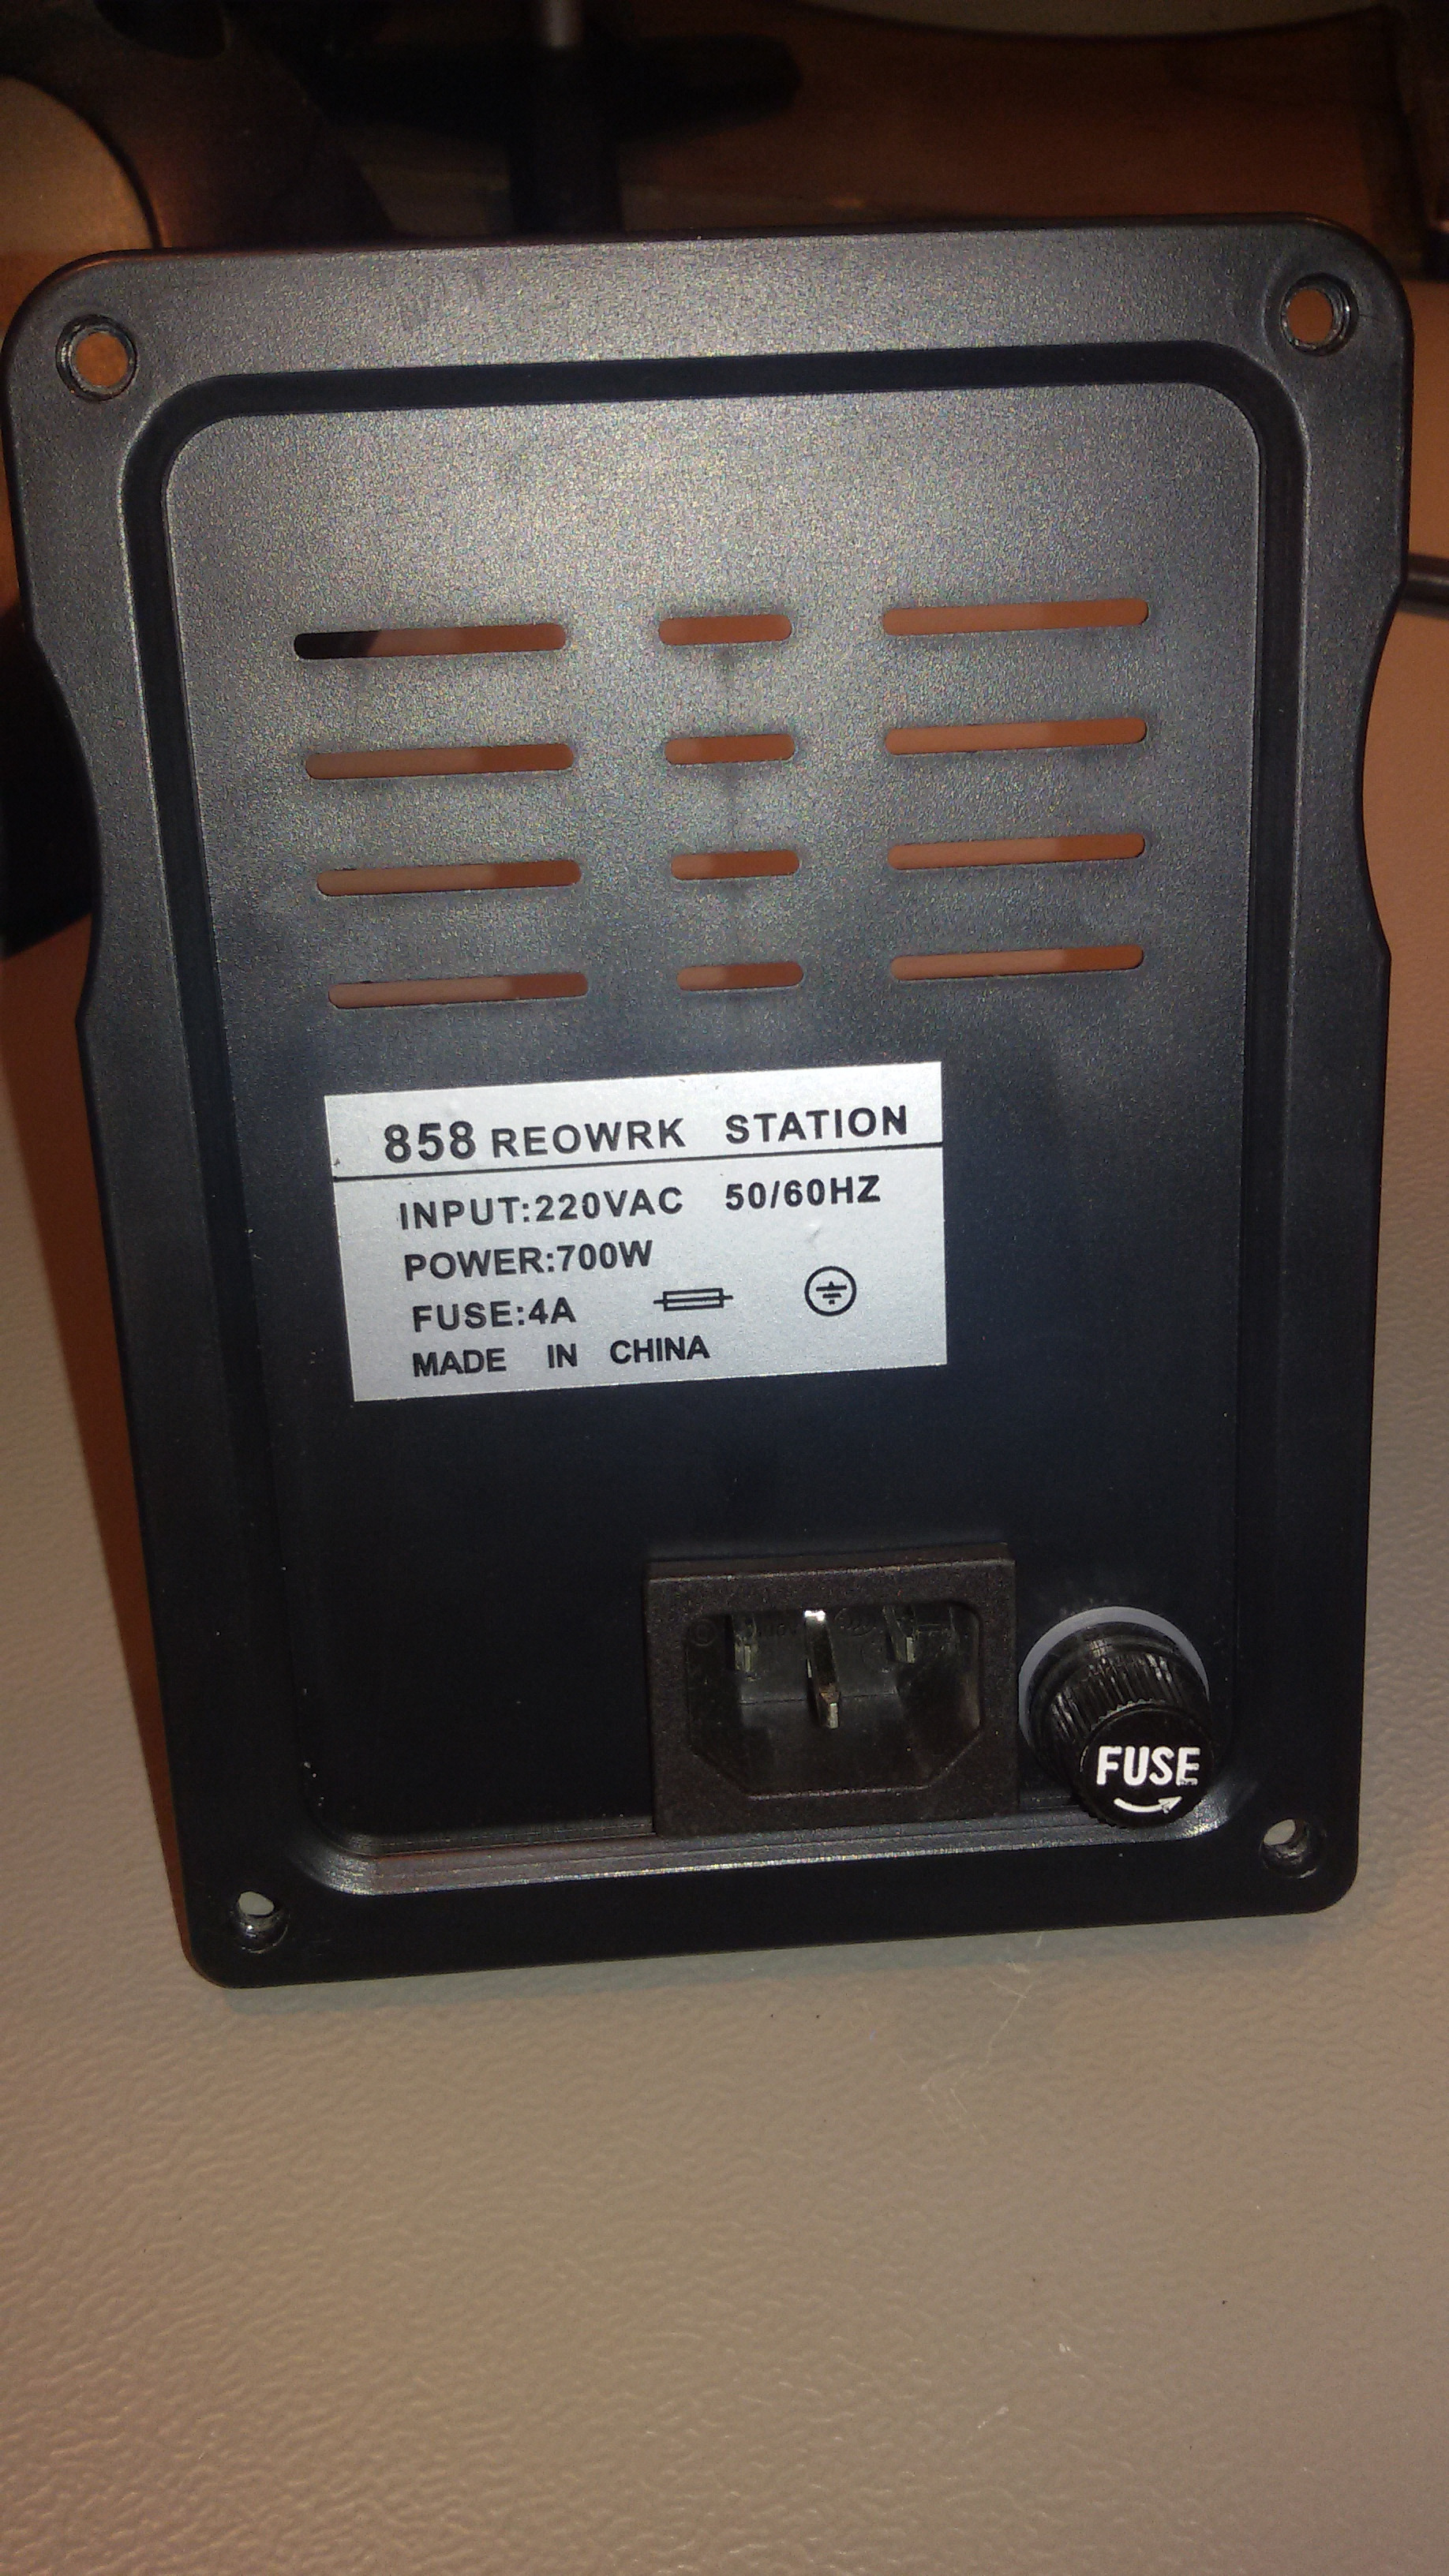 858 REOWRK STATION
INPUT:220VAC 50/60HZ
POWER:700W
FUSE:4A
MADE IN CHINA
FUSE